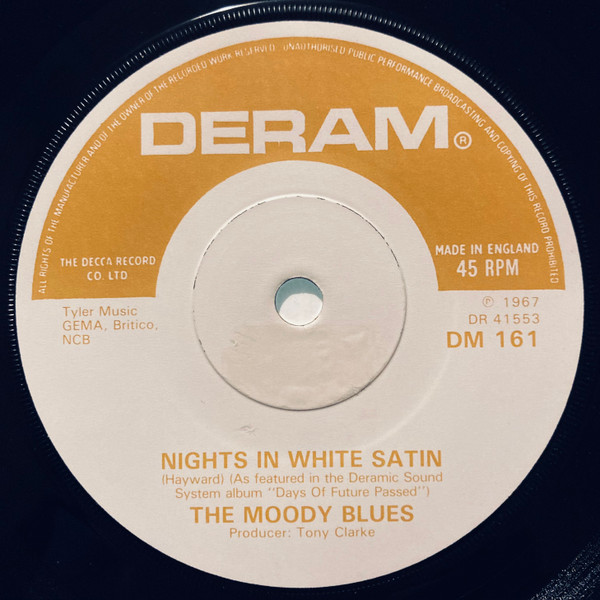 ALL RIGHTS OF THE MANUFACTURER AND OF THE OWNER OF THE RECORDED WORK RESERVED. UNAUTHORISED PUBLIC PERFORMANCE BROADCASTING AND COPYING OF THIS RECORD PROHIBITED
DERAM®
THE DECCA RECORD
CO. LTD
MADE IN ENGLAND
45 RPM
Tyler Music
GEMA, Britico,
NCB
℗ 1967
DR 41553
DM 161
NIGHTS IN WHITE SATIN
(Hayward) (As featured in the Deramic Sound
System album "Days Of Future Passed")
THE MOODY BLUES
Producer: Tony Clarke